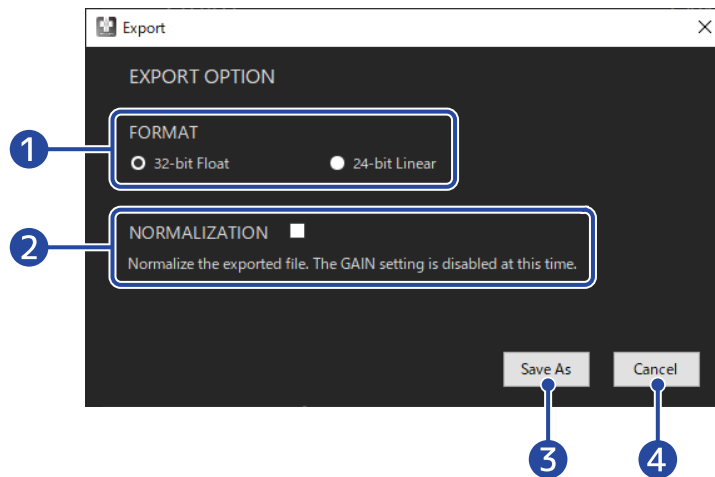 Export
EXPORT OPTION
1
FORMAT
32-bit Float 24-bit Linear
2
NORMALIZATION
Normalize the exported file. The GAIN setting is disabled at this time.
Save As Cancel
3 4